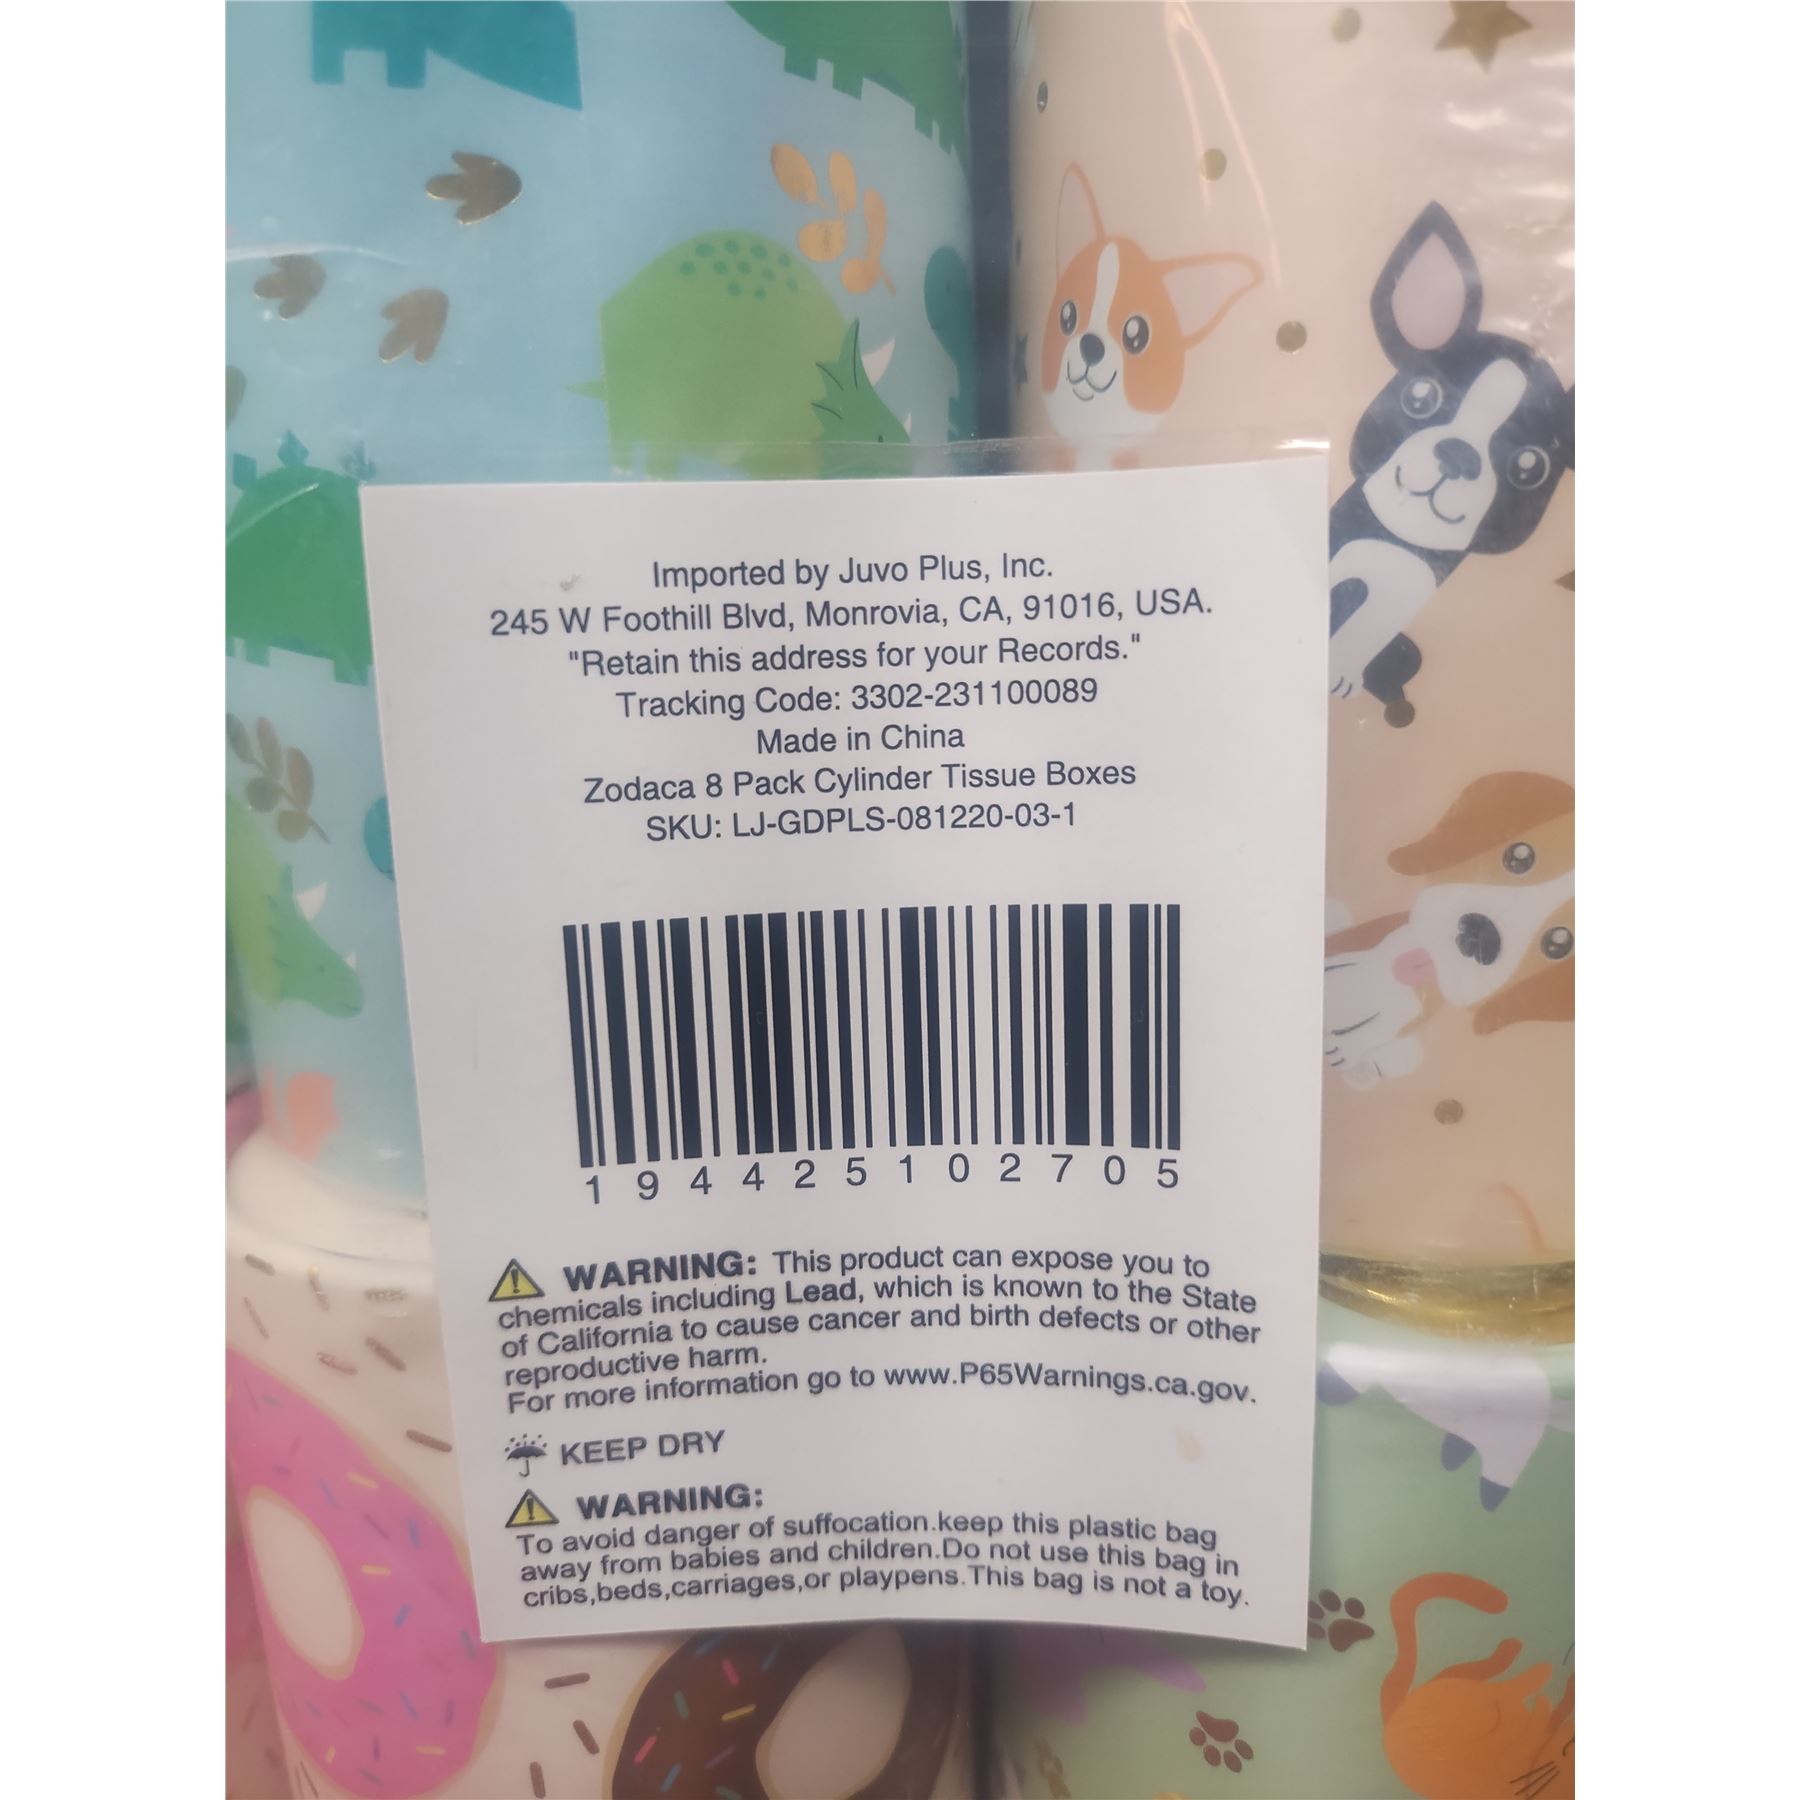 Imported by Juvo Plus, Inc.
245 W Foothill Blvd, Monrovia, CA, 91016, USA.
"Retain this address for your Records."
Tracking Code: 3302-231100089
Made in China
Zodaca 8 Pack Cylinder Tissue Boxes
SKU: LJ-GDPLS-081220-03-1
1 9 4 4 2 5 1 0 2 7 0 5
WARNING: This product can expose you to
chemicals including Lead, which is known to the State
of California to cause cancer and birth defects or other
reproductive harm.
For more information go to www.P65Warnings.ca.gov.
KEEP DRY
WARNING:
To avoid danger of suffocation.keep this plastic bag
away from babies and children.Do not use this bag in
cribs,beds,carriages,or playpens.This bag is not a toy.